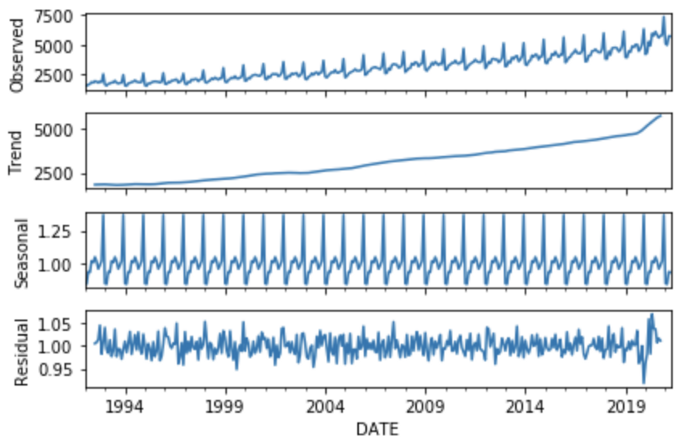 7500
5000
2500
Observed
5000
2500
Trend
1.25
1.00
Seasonal
1.05
1.00
0.95
Residual
1994 1999 2004 2009 2014 2019
DATE